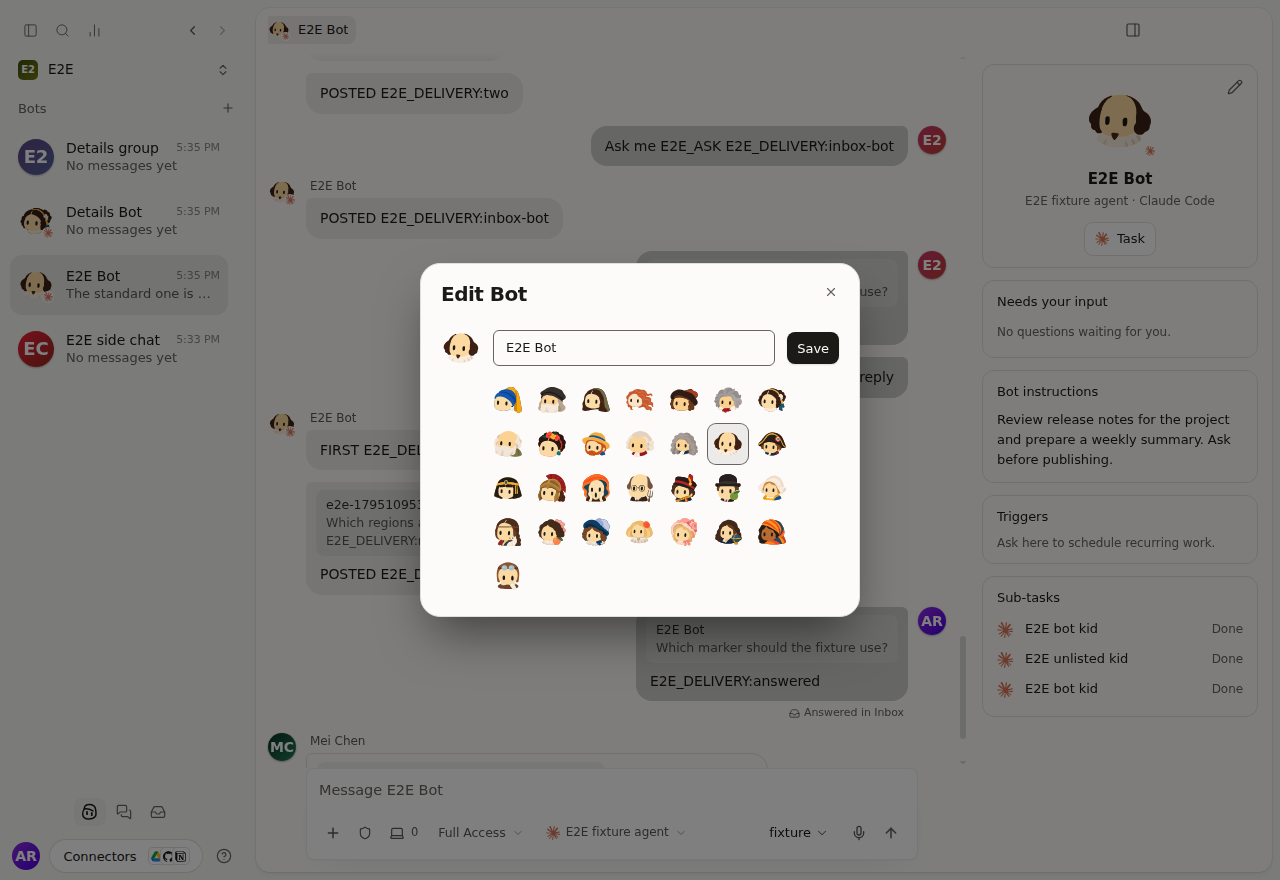 E2 E2E
Bots
E2 Details group 5:35 PM
No messages yet
Details Bot 5:35 PM
No messages yet
E2E Bot 5:35 PM
The standard one is …
EC E2E side chat 5:33 PM
No messages yet
AR Connectors
E2E Bot
POSTED E2E_DELIVERY:two
Ask me E2E_ASK E2E_DELIVERY:inbox-bot
E2
E2E Bot
POSTED E2E_DELIVERY:inbox-bot
use?
E2
reply
E2E Bot
FIRST E2E_DEL
e2e-179510953
Which regions a
E2E_DELIVERY:
POSTED E2E_D
E2E Bot
Which marker should the fixture use?
E2E_DELIVERY:answered
AR
Answered in Inbox
MC Mei Chen
Message E2E Bot
0 Full Access E2E fixture agent fixture
Edit Bot
E2E Bot
Save
E2E Bot
E2E fixture agent · Claude Code
Task
Needs your input
No questions waiting for you.
Bot instructions
Review release notes for the project
and prepare a weekly summary. Ask
before publishing.
Triggers
Ask here to schedule recurring work.
Sub-tasks
E2E bot kid Done
E2E unlisted kid Done
E2E bot kid Done